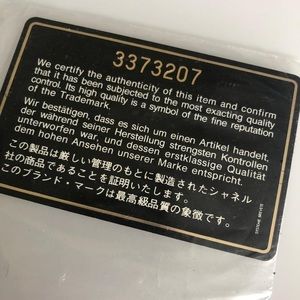 3373207
We certify the authenticity of this item and confirm
that it has been subjected to the most exacting quality
control. Its high quality is a symbol of the fine reputation
of the Trademark.
Wir bestätigen, dass es sich um einen Artikel handelt,
der während seiner Herstellung strengsten Kontrollen
unterworfen war, und dessen erstklassige Qualität
dem hohen Ansehen unserer Marke entspricht.
この製品は厳しい管理のもとに製造されたシャネル
社の商品であることを証明いたします。
このブランド・マークは最高級品質の象徴です。